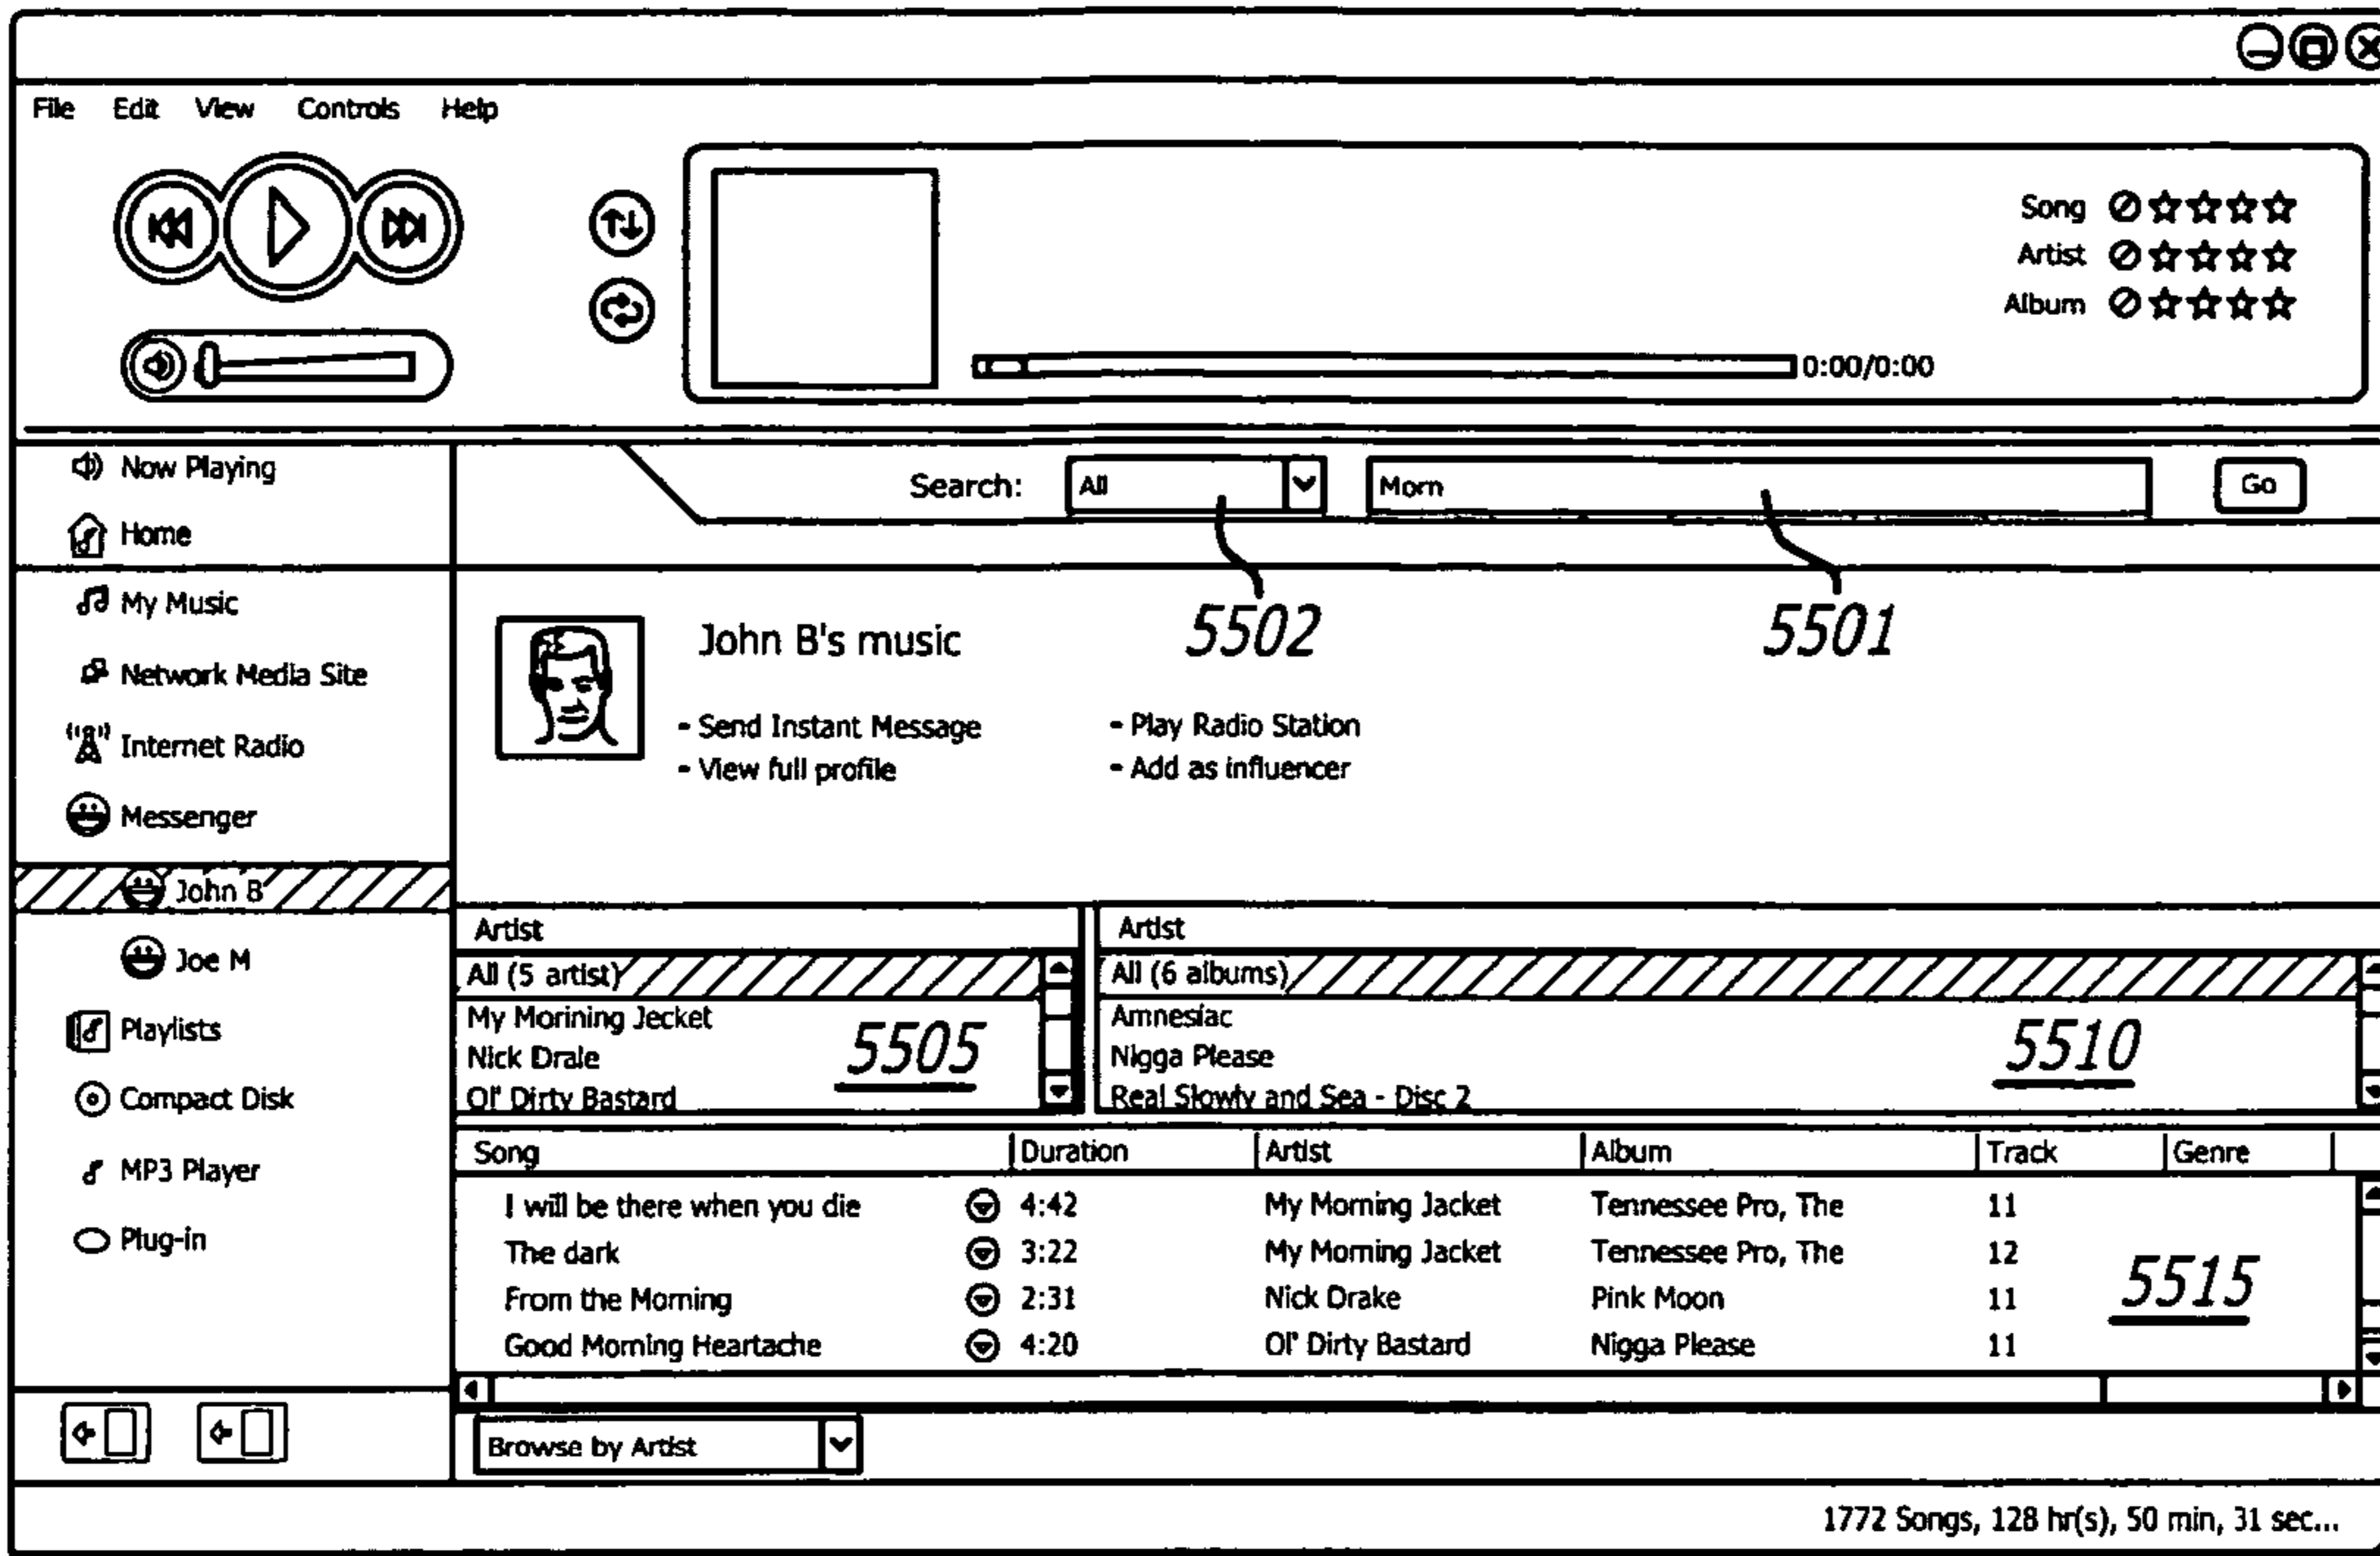 File Edit View Controls Help
Song
Artist
Album
0:00/0:00
Now Playing
Home
My Music
Network Media Site
Internet Radio
Messenger
John B
Joe M
Playlists
Compact Disk
MP3 Player
Plug-in
Search: All Morn Go
5502 5501
John B's music
- Send Instant Message - Play Radio Station
- View full profile - Add as influencer
Artist Artist
All (5 artist) All (6 albums)
My Morining Jecket Amnesiac
Nick Drale Nigga Please
Ol' Dirty Bastard Real Slowly and Sea - Disc 2
5505 5510
Song Duration Artist Album Track Genre
I will be there when you die 4:42 My Morning Jacket Tennessee Pro, The 11
The dark 3:22 My Morning Jacket Tennessee Pro, The 12
From the Morning 2:31 Nick Drake Pink Moon 11
Good Morning Heartache 4:20 Ol' Dirty Bastard Nigga Please 11
5515
Browse by Artist
1772 Songs, 128 hr(s), 50 min, 31 sec...